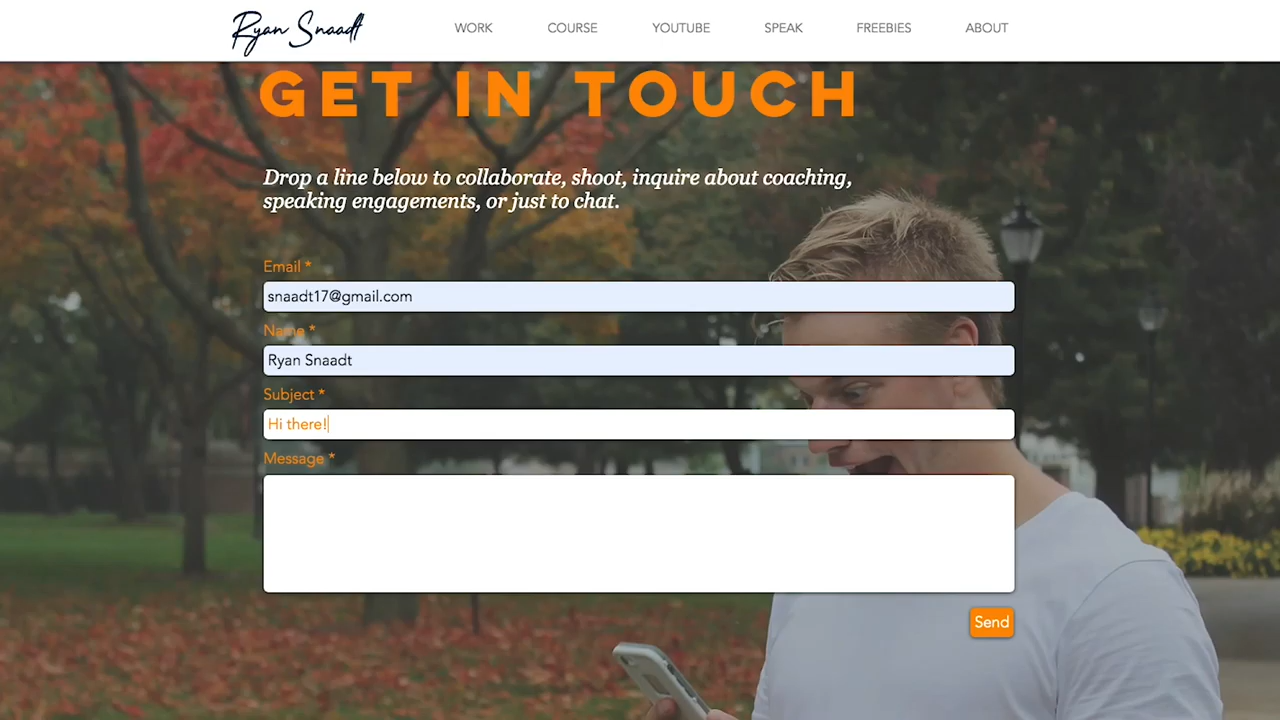 Ryan Snaadt
WORK
COURSE
YOUTUBE
SPEAK
FREEBIES
ABOUT
GET IN TOUCH
Drop a line below to collaborate, shoot, inquire about coaching,
speaking engagements, or just to chat.
Email *
snaadt17@gmail.com
Name *
Ryan Snaadt
Subject *
Hi there!
Message *
Send